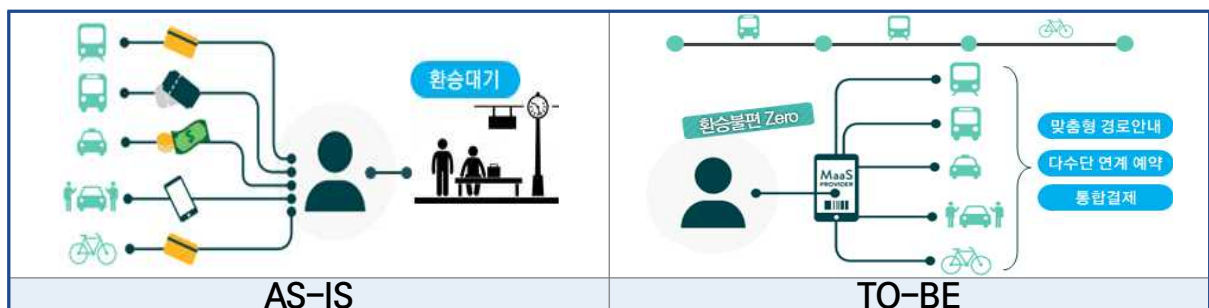 환승대기
AS-IS
환승불편 Zero
MaaS
PROVIDER
맞춤형 경로안내
다수단 연계 예약
통합결제
TO-BE